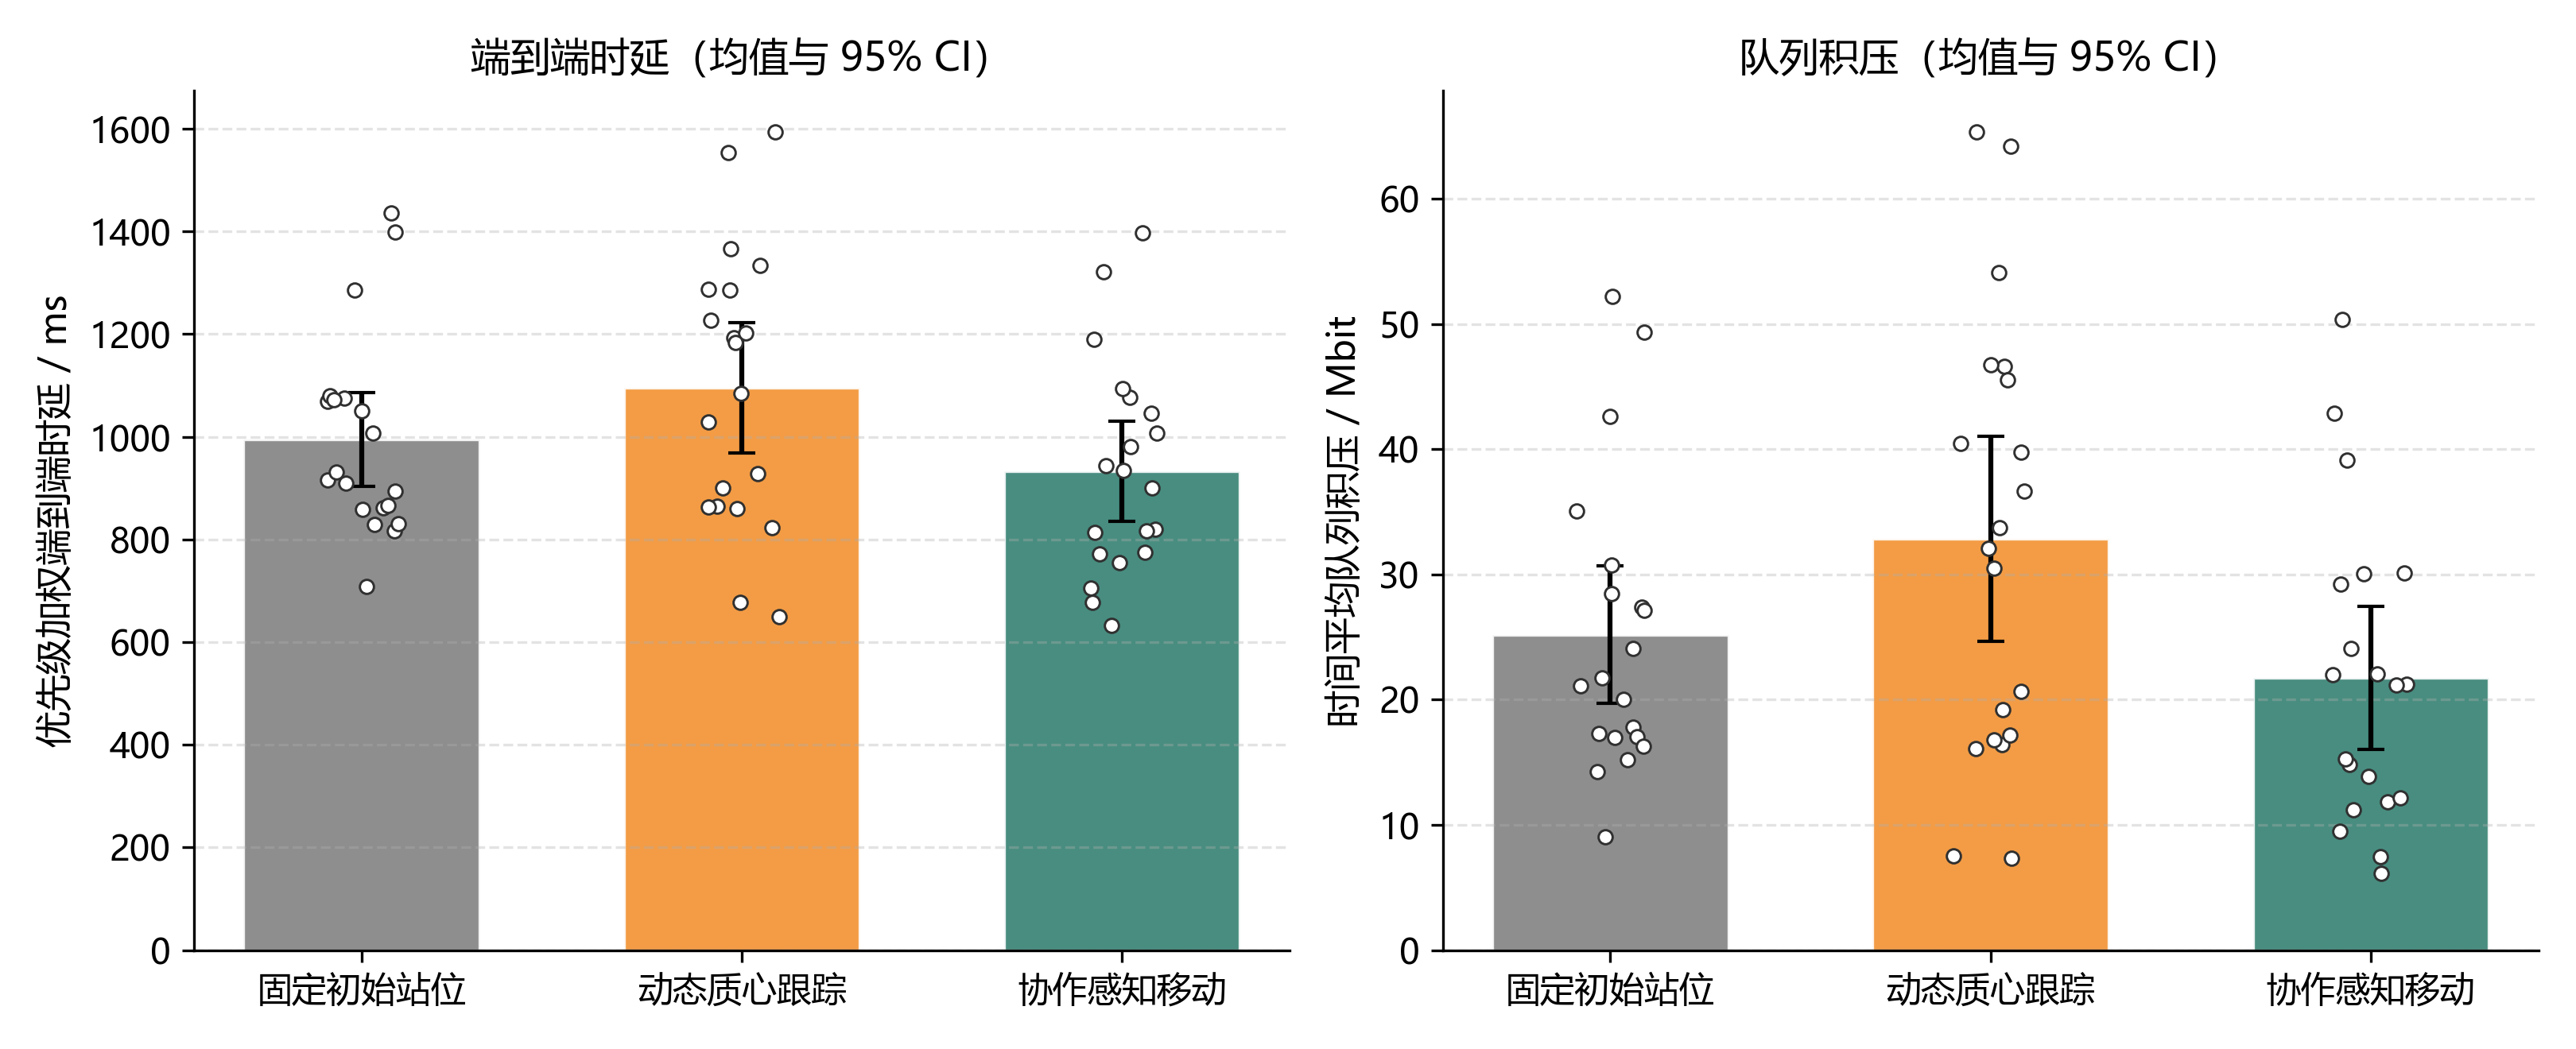 端到端时延（均值与 95% CI）
优先级加权端到端时延 / ms
1600
1400
1200
1000
800
600
400
200
0
固定初始站位
动态质心跟踪
协作感知移动
队列积压（均值与 95% CI）
时间平均队列积压 / Mbit
60
50
40
30
20
10
0
固定初始站位
动态质心跟踪
协作感知移动